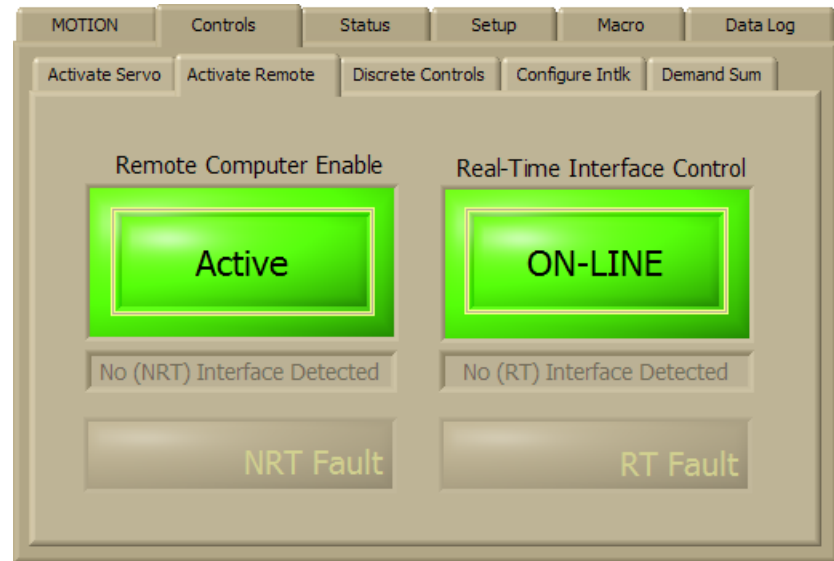 MOTION Controls Status Setup Macro Data Log
Activate Servo Activate Remote Discrete Controls Configure Intlk Demand Sum
Remote Computer Enable Real-Time Interface Control
Active ON-LINE
No (NRT) Interface Detected No (RT) Interface Detected
NRT Fault RT Fault